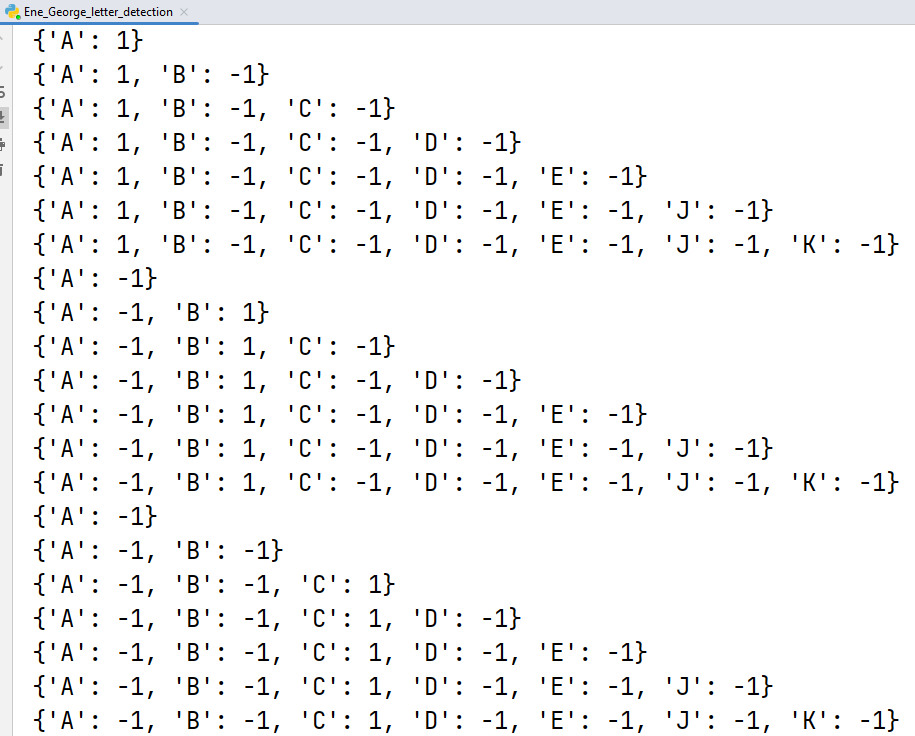 Ene_George_letter_detection
{'A': 1}
{'A': 1, 'B': -1}
{'A': 1, 'B': -1, 'C': -1}
{'A': 1, 'B': -1, 'C': -1, 'D': -1}
{'A': 1, 'B': -1, 'C': -1, 'D': -1, 'E': -1}
{'A': 1, 'B': -1, 'C': -1, 'D': -1, 'E': -1, 'J': -1}
{'A': 1, 'B': -1, 'C': -1, 'D': -1, 'E': -1, 'J': -1, 'K': -1}
{'A': -1}
{'A': -1, 'B': 1}
{'A': -1, 'B': 1, 'C': -1}
{'A': -1, 'B': 1, 'C': -1, 'D': -1}
{'A': -1, 'B': 1, 'C': -1, 'D': -1, 'E': -1}
{'A': -1, 'B': 1, 'C': -1, 'D': -1, 'E': -1, 'J': -1}
{'A': -1, 'B': 1, 'C': -1, 'D': -1, 'E': -1, 'J': -1, 'K': -1}
{'A': -1}
{'A': -1, 'B': -1}
{'A': -1, 'B': -1, 'C': 1}
{'A': -1, 'B': -1, 'C': 1, 'D': -1}
{'A': -1, 'B': -1, 'C': 1, 'D': -1, 'E': -1}
{'A': -1, 'B': -1, 'C': 1, 'D': -1, 'E': -1, 'J': -1}
{'A': -1, 'B': -1, 'C': 1, 'D': -1, 'E': -1, 'J': -1, 'K': -1}